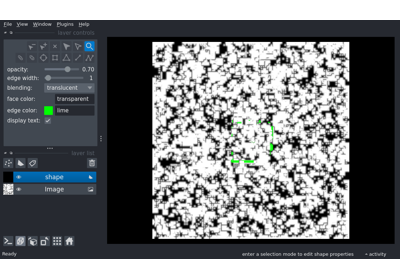 File View Window Plugins Help
layer controls
opacity: 0.70
edge width: 1
blending: translucent
face color: transparent
edge color: lime
display text: ✓
layer list
shape
Image
Ready enter a selection mode to edit shape properties activity